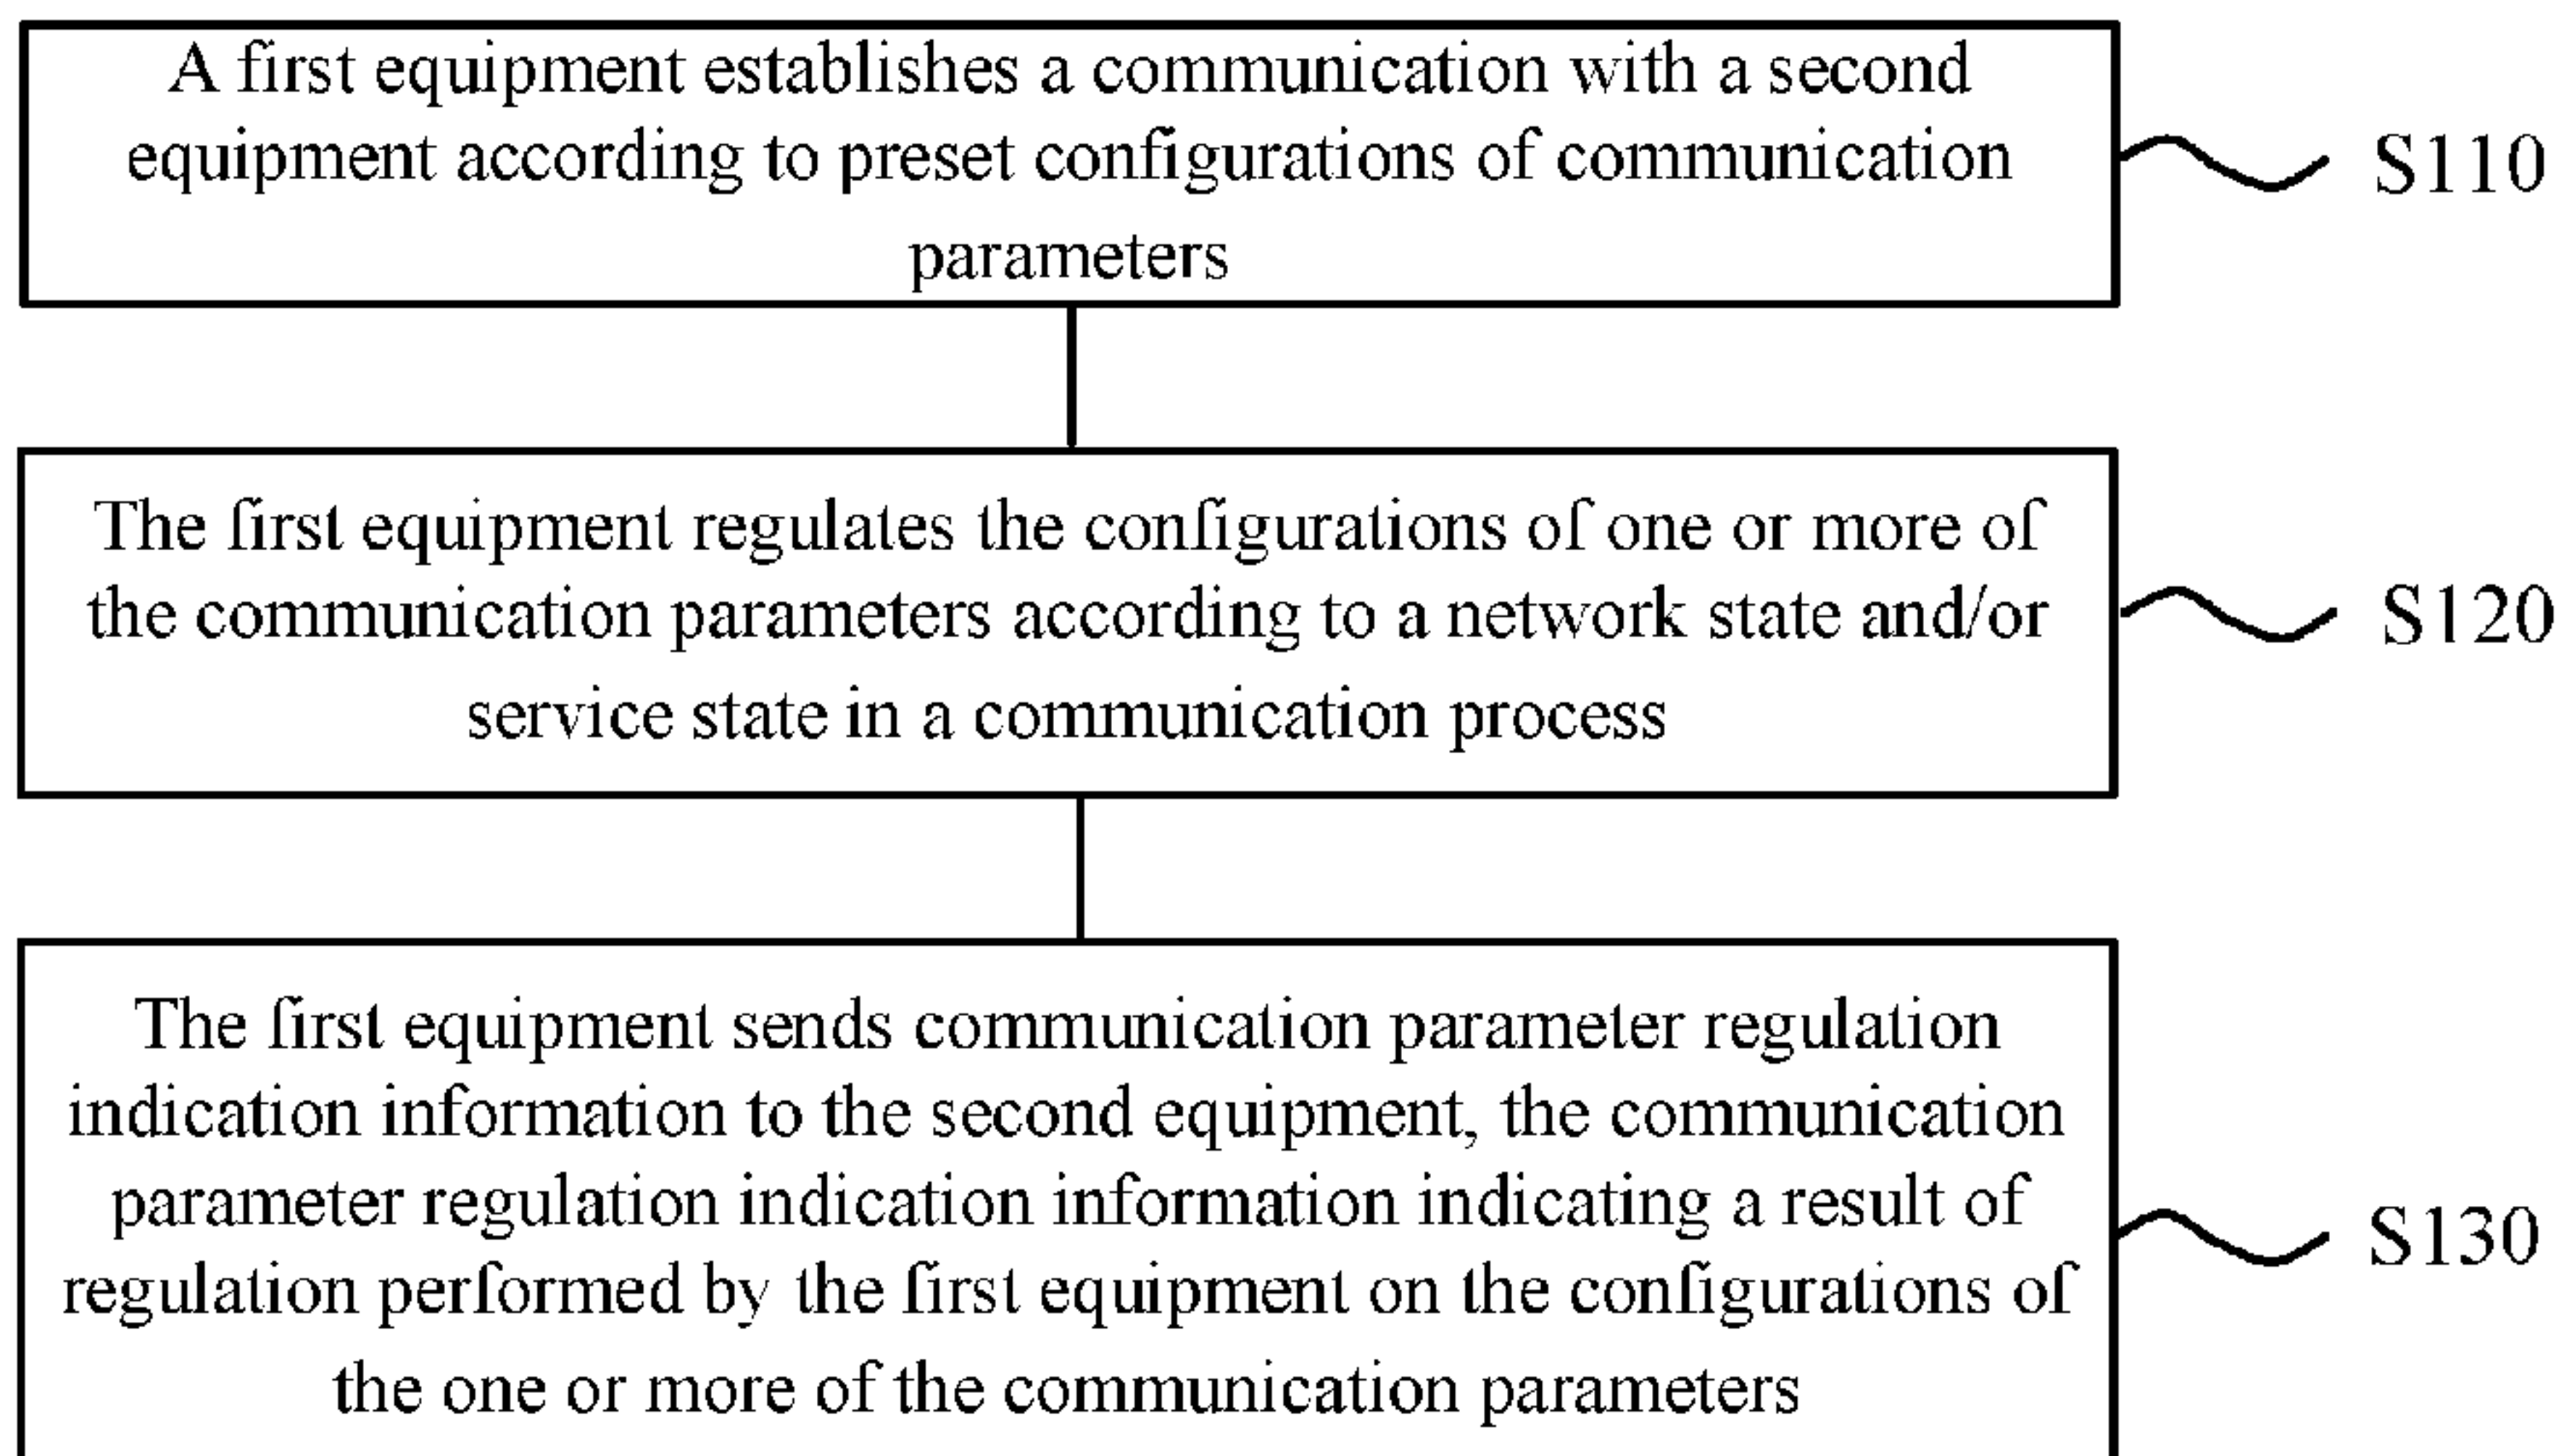 A first equipment establishes a communication with a second
equipment according to preset configurations of communication
parameters
S110
The first equipment regulates the configurations of one or more of
the communication parameters according to a network state and/or
service state in a communication process
S120
The first equipment sends communication parameter regulation
indication information to the second equipment, the communication
parameter regulation indication information indicating a result of
regulation performed by the first equipment on the configurations of
the one or more of the communication parameters
S130